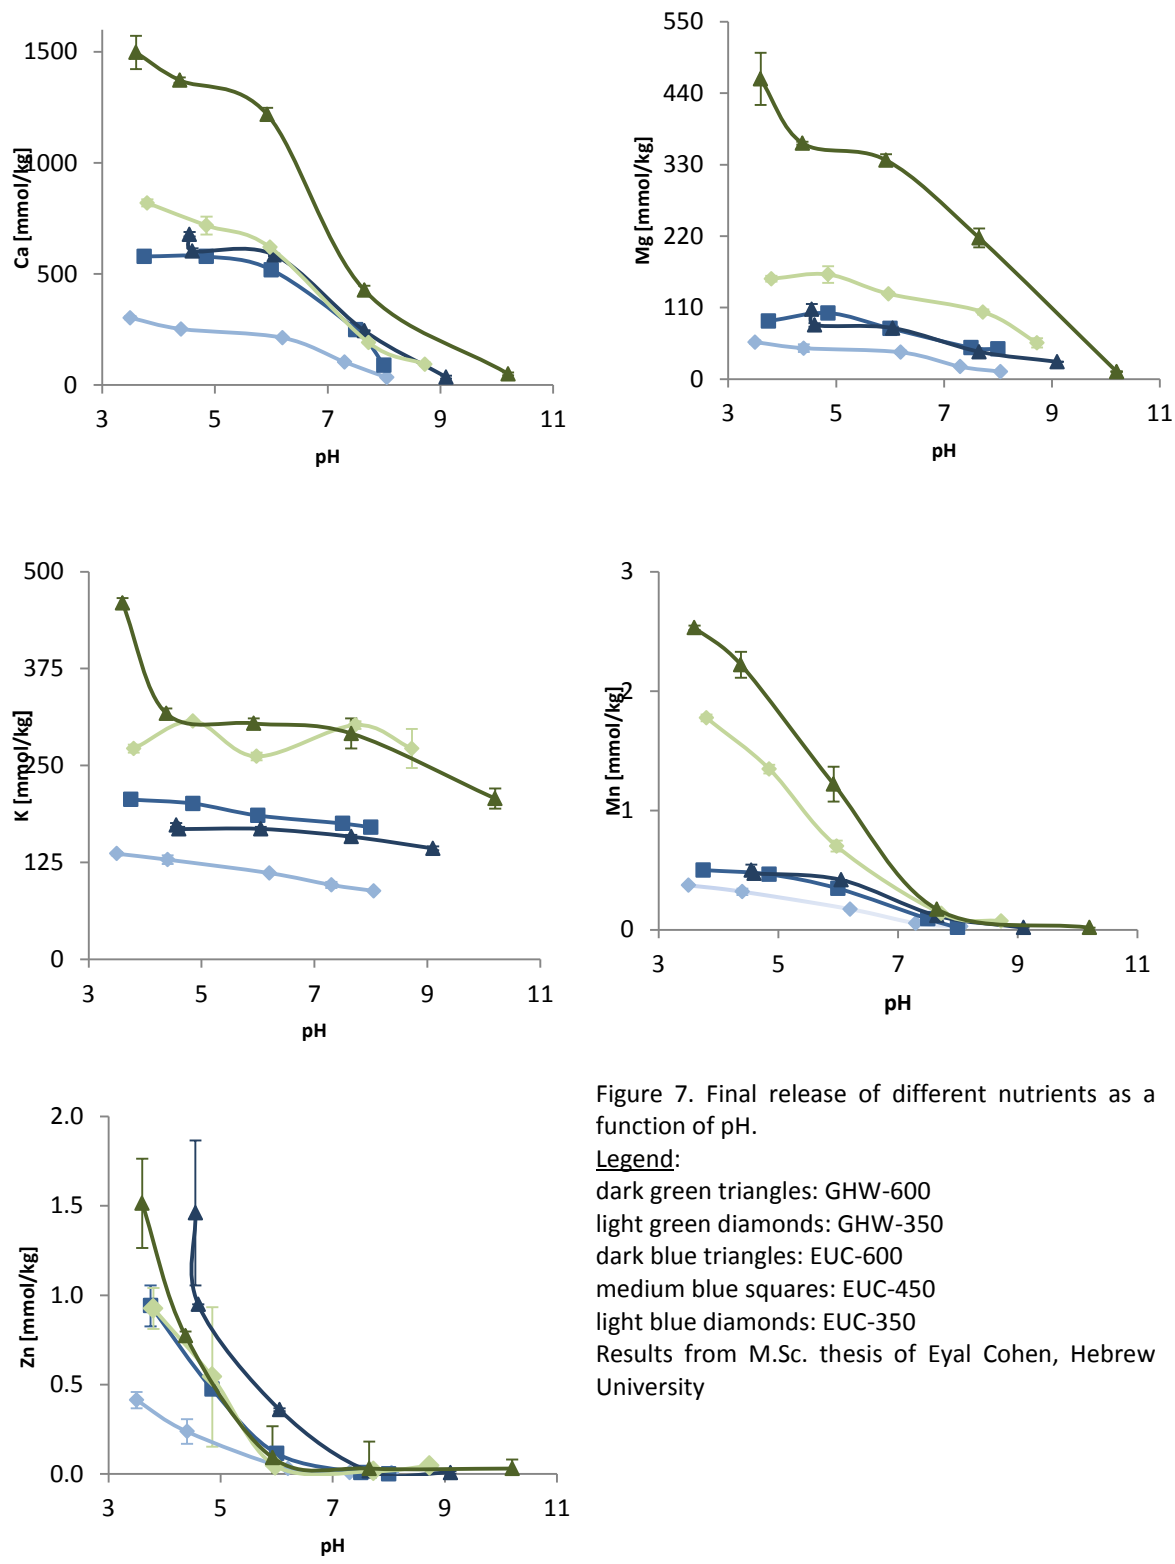 1500
1000
500
0
Ca [mmol/kg]
3 5 7 9 11
pH
550
440
330
220
110
0
Mg [mmol/kg]
3 5 7 9 11
pH
500
375
250
125
0
K [mmol/kg]
3 5 7 9 11
pH
3
2
1
0
Mn [mmol/kg]
3 5 7 9 11
pH
2.0
1.5
1.0
0.5
0.0
Zn [mmol/kg]
3 5 7 9 11
pH
Figure 7. Final release of different nutrients as a
function of pH.
Legend:
dark green triangles: GHW-600
light green diamonds: GHW-350
dark blue triangles: EUC-600
medium blue squares: EUC-450
light blue diamonds: EUC-350
Results from M.Sc. thesis of Eyal Cohen, Hebrew
University